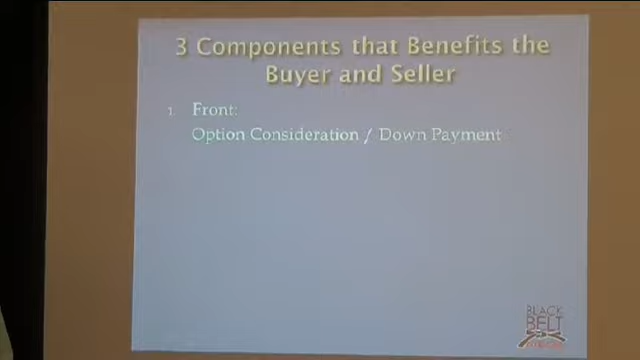 3 Components that Benefits the
Buyer and Seller
1. Front:
Option Consideration / Down Payment
BLACK
BELT